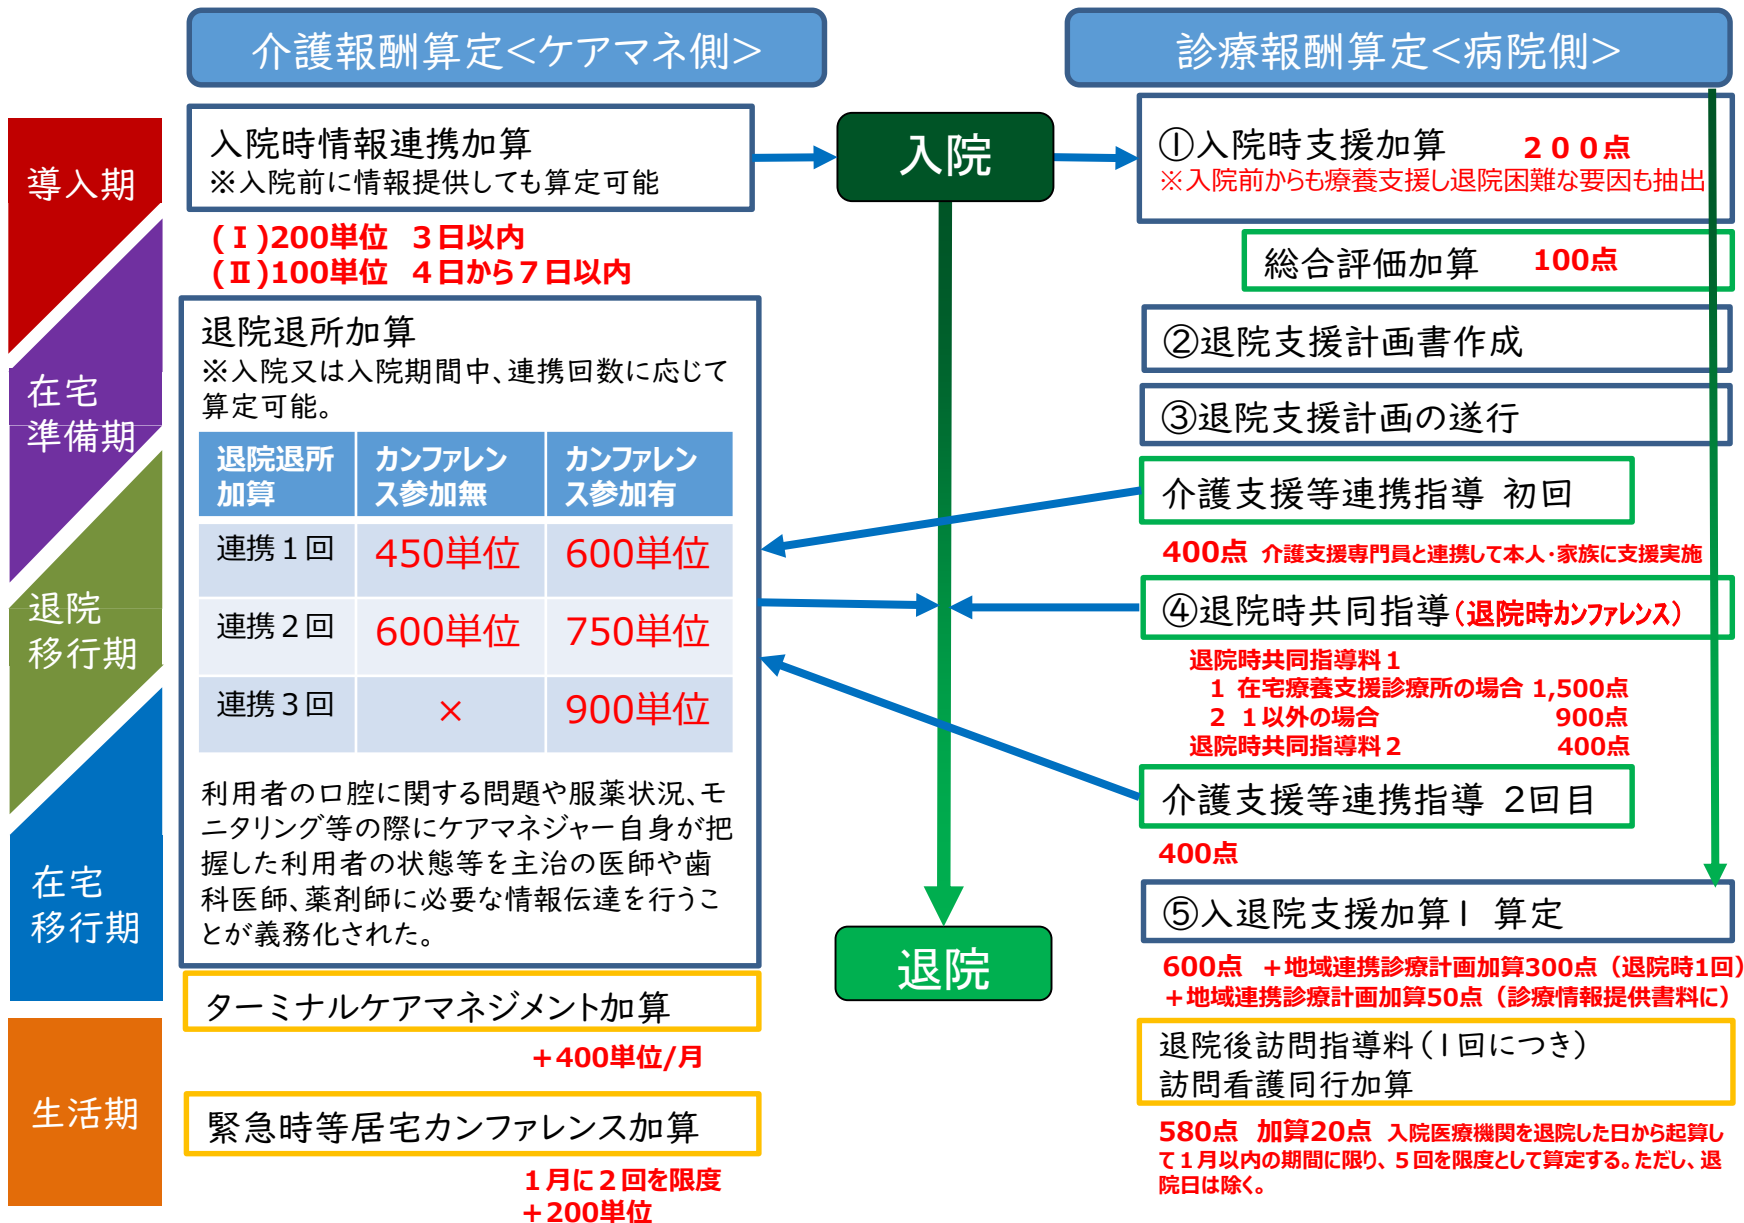 介護報酬算定<ケアマネ側>
診療報酬算定<病院側>
導入期
在宅
準備期
退院
移行期
在宅
移行期
生活期
入院時情報連携加算
※入院前に情報提供しても算定可能
(Ⅰ)200単位 3日以内
(Ⅱ)100単位 4日から7日以内
退院退所加算
※入院又は入院期間中、連携回数に応じて
算定可能。
退院退所
加算
カンファレン
ス参加無
カンファレン
ス参加有
連携1回 450単位 600単位
連携2回 600単位 750単位
連携3回 × 900単位
利用者の口腔に関する問題や服薬状況、モ
ニタリング等の際にケアマネジャー自身が把
握した利用者の状態等を主治の医師や歯
科医師、薬剤師に必要な情報伝達を行うこ
とが義務化された。
ターミナルケアマネジメント加算
+400単位/月
緊急時等居宅カンファレンス加算
1月に2回を限度
+200単位
入院
退院
①入院時支援加算 200点
※入院前からも療養支援し退院困難な要因も抽出
総合評価加算 100点
②退院支援計画書作成
③退院支援計画の遂行
介護支援等連携指導 初回
400点 介護支援専門員と連携して本人・家族に支援実施
④退院時共同指導(退院時カンファレンス)
退院時共同指導料1
1 在宅療養支援診療所の場合 1,500点
2 1以外の場合 900点
退院時共同指導料2 400点
介護支援等連携指導 2回目
400点
⑤入退院支援加算1 算定
600点 +地域連携診療計画加算300点(退院時1回)
+地域連携診療計画加算50点(診療情報提供書料に)
退院後訪問指導料(1回につき)
訪問看護同行加算
580点 加算20点 入院医療機関を退院した日から起算し
て1月以内の期間に限り、5回を限度として算定する。ただし、退
院日は除く。